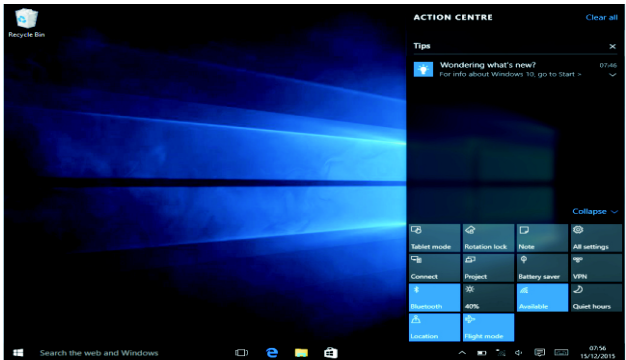 Recycle Bin
ACTION CENTRE
Clear all
Tips
Wondering what's new?
07:46
For info about Windows 10, go to Start >
Collapse
Tablet mode
Rotation lock
Note
All settings
Connect
Project
Battery saver
VPN
Bluetooth
40%
Available
Quiet hours
Location
Flight mode
Search the web and Windows
07:56
15/12/2015